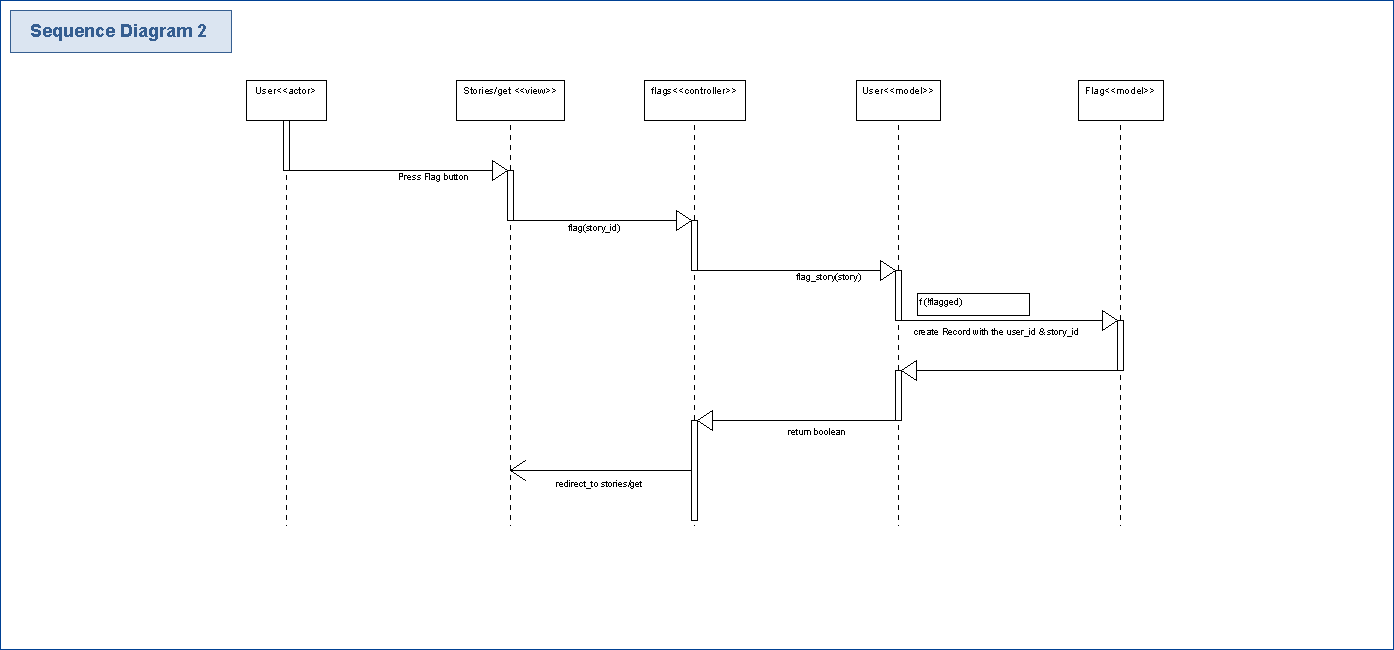 Sequence Diagram 2
User<<actor>
Stories/get <<view>>
flags<<controller>>
User<<model>>
Flag<<model>>
Press Flag button
flag(story_id)
flag_story(story)
f (!flagged)
create Record with the user_id & story_id
return boolean
redirect_to stories/get